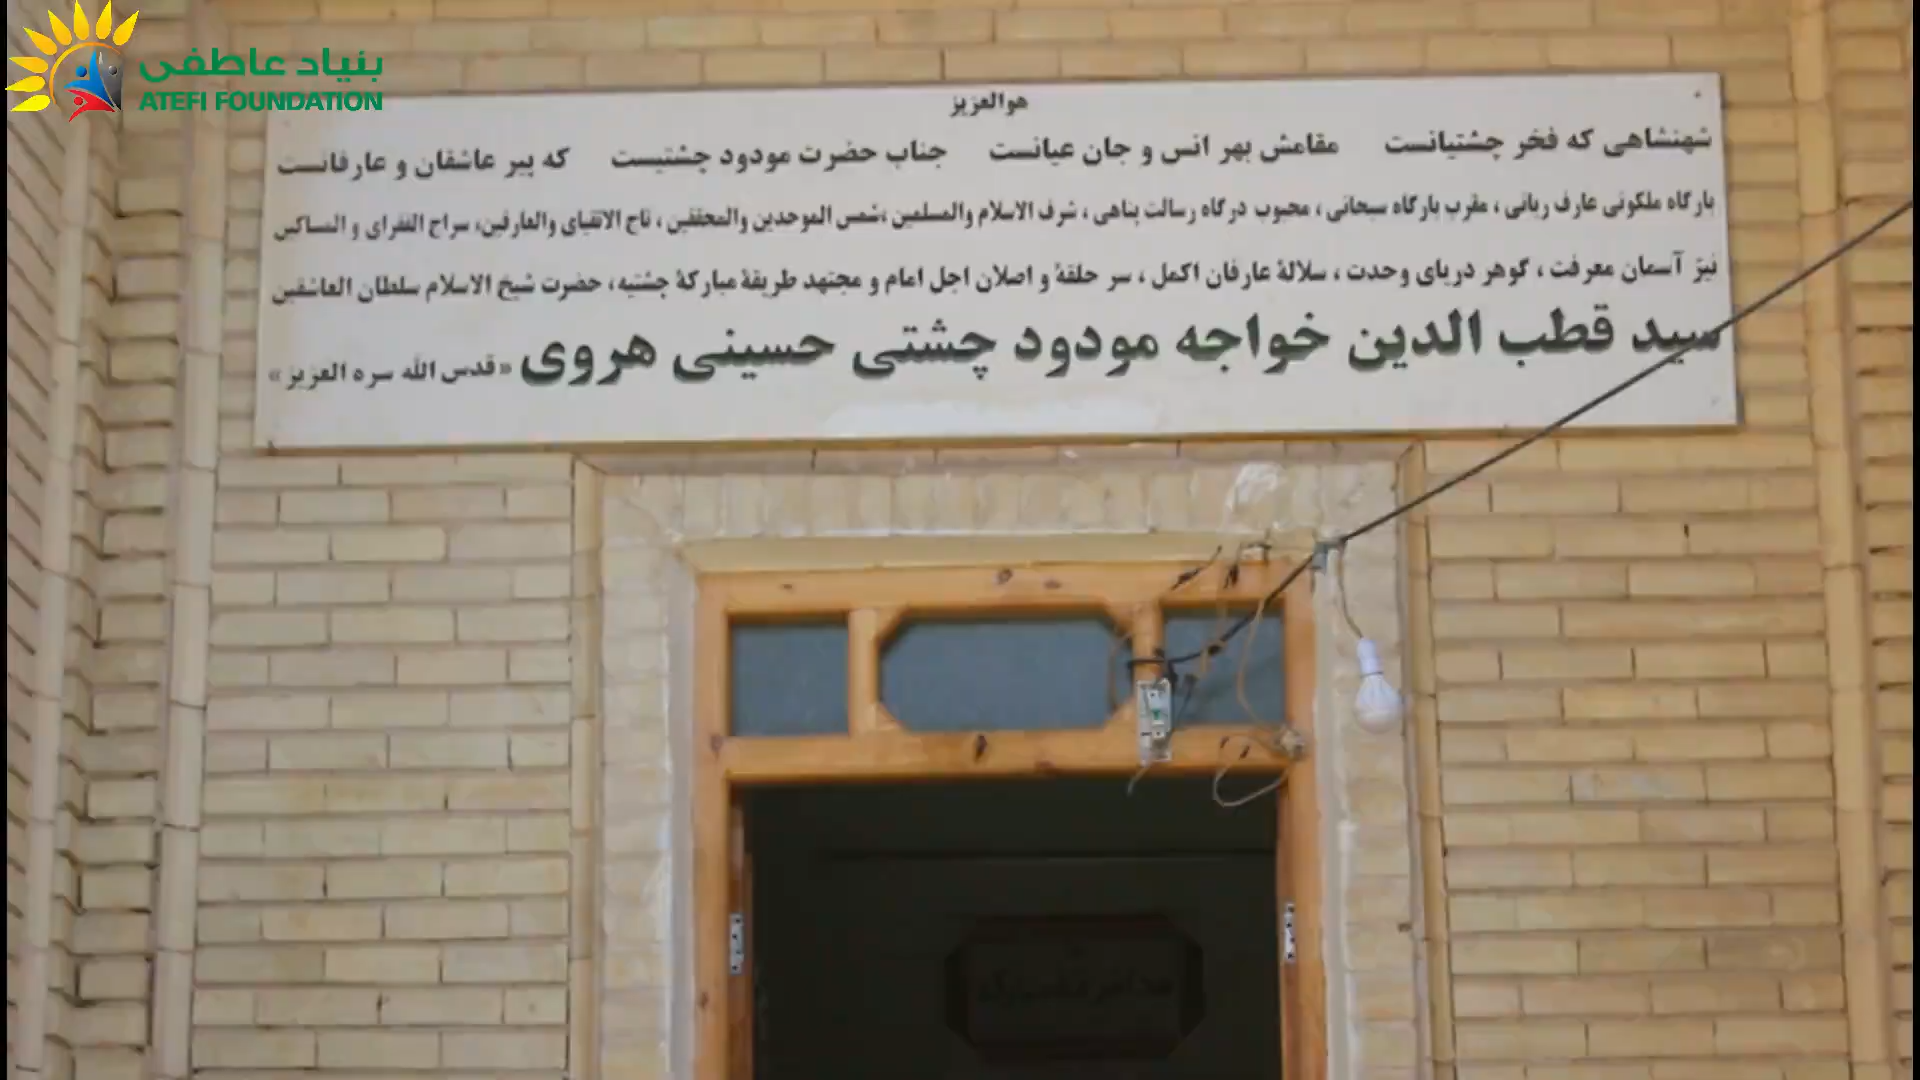 بنیاد عاطفی
ATEFI FOUNDATION
هوالعزیز
شهنشاهی که فخر چشتیانست مقامش بهر انس و جان عیانست جناب حضرت مودود چشتیست که پیر عاشقان و عارفانست
بارگاه ملکوتی عارف ربانی ، مقرب بارگاه سبحانی ، محبوب درگاه رسالت پناهی ، شرف الاسلام والمسلمین ،شمس الموحدین والمحققین ، تاج الاتقیای والعارفین، سراج الفقرای و المساکین
نیّر آسمان معرفت ، گوهر دریای وحدت ، سلالهٔ عارفان اکمل ، سر حلقهٔ و اصلان اجل امام و مجتهد طریقهٔ مبارکهٔ چشتیه، حضرت شیخ الاسلام سلطان العاشقین
سید قطب الدین خواجه مودود چشتی حسینی هروی «قدس الله سره العزیز»